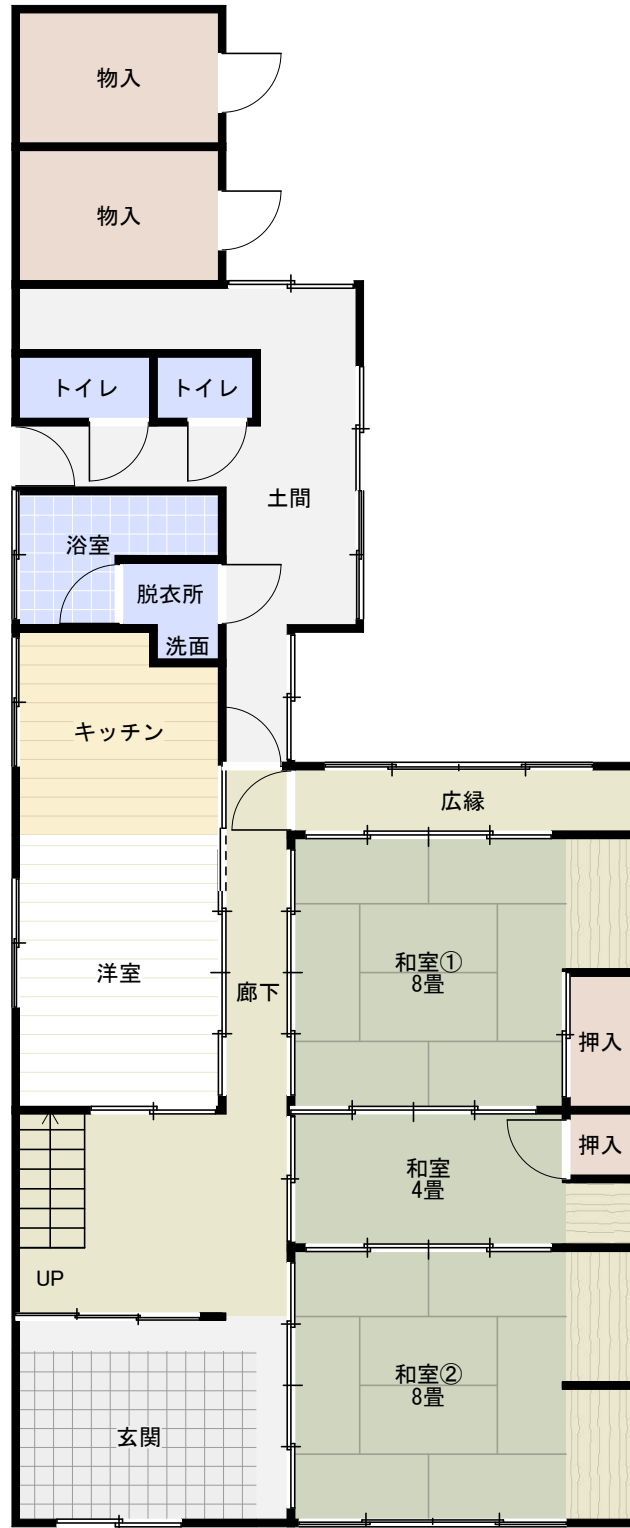 物入
物入
トイレ
トイレ
土間
浴室
脱衣所
洗面
キッチン
広縁
和室①
8畳
洋室
廊下
押入
押入
和室
4畳
UP
和室②
8畳
玄関